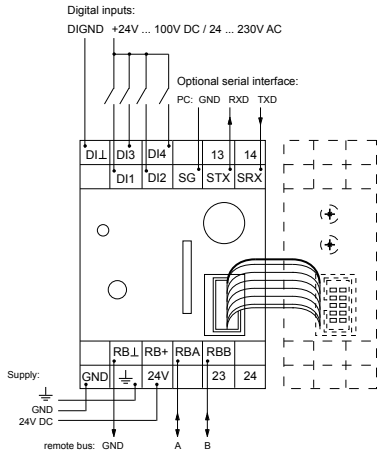 Digital inputs:
DIGND +24V ... 100V DC / 24 ... 230V AC
Optional serial interface:
PC: GND RXD TXD
DI⊥ DI3 DI4 13 14
DI1 DI2 SG STX SRX
RB⊥ RB+ RBA RBB
Supply:
GND ⏚ 24V 23 24
GND
24V DC
remote bus: GND A B